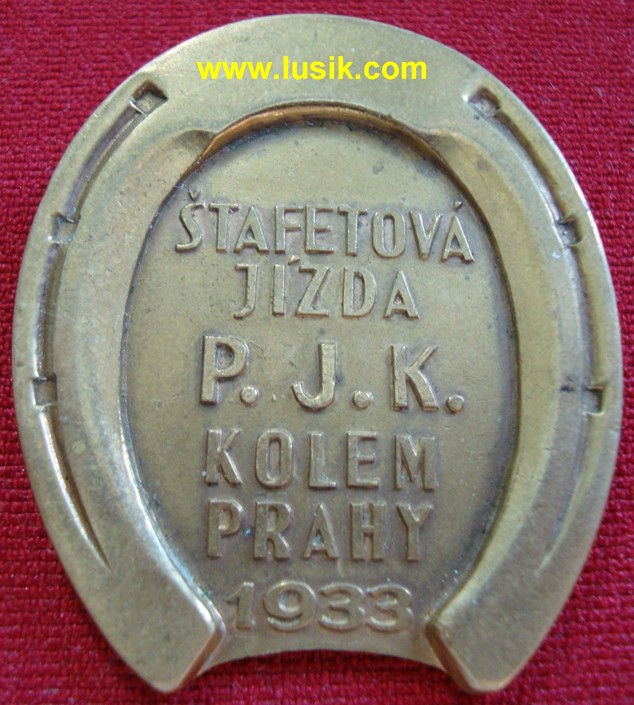 www.lusik.com
ŠTAFETOVÁ
JÍZDA
P. J. K.
KOLEM
PRAHY
1933